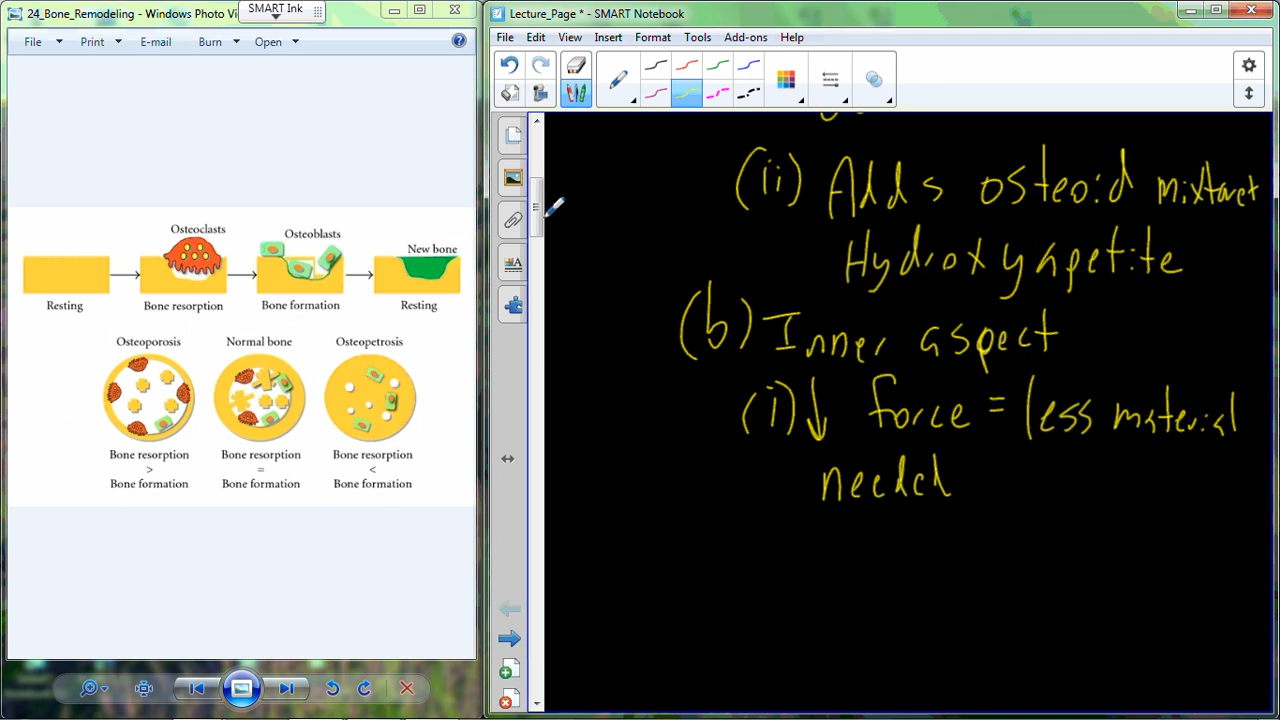 24_Bone_Remodeling - Windows Photo Vi
SMART Ink
File Print E-mail Burn Open
Osteoclasts
Osteoblasts
New bone
Resting Bone resorption Bone formation Resting
Osteoporosis Normal bone Osteopetrosis
Bone resorption Bone resorption Bone resorption
> = <
Bone formation Bone formation Bone formation
Lecture_Page * - SMART Notebook
File Edit View Insert Format Tools Add-ons Help
(ii) Adds osteoid mixture
Hydroxyapetite
(b) Inner aspect
(i) ↓ force = less material
needed